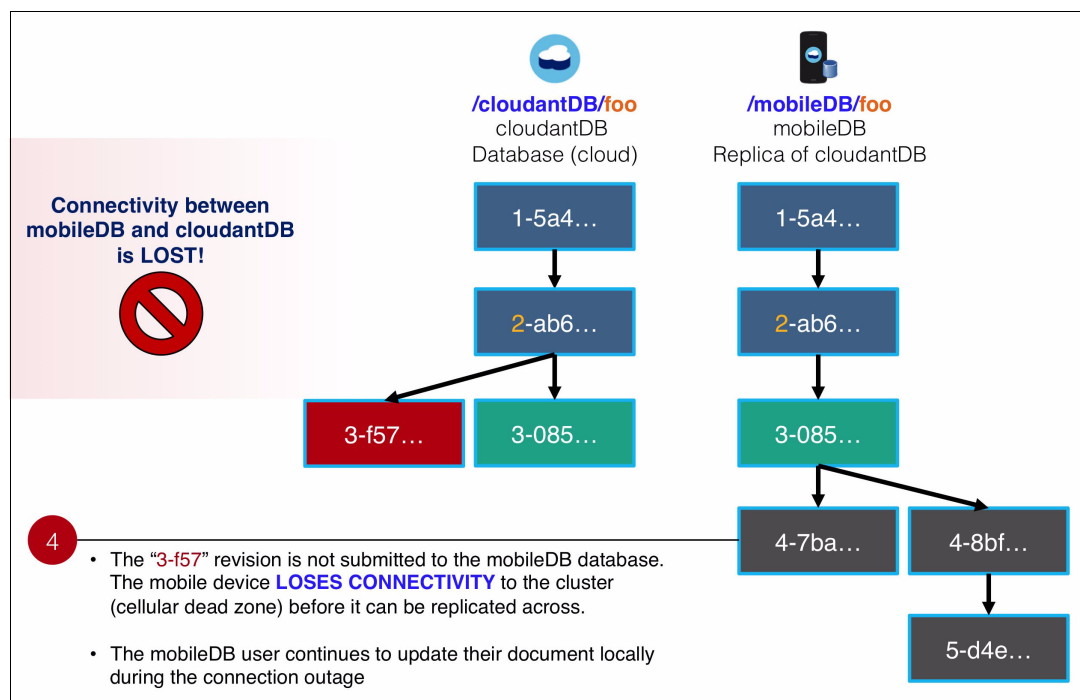 /cloudantDB/foo
cloudantDB
Database (cloud)
/mobileDB/foo
mobileDB
Replica of cloudantDB
Connectivity between
mobileDB and cloudantDB
is LOST!
1-5a4…
1-5a4…
2-ab6…
2-ab6…
3-f57…
3-085…
3-085…
4-7ba…
4-8bf…
5-d4e…
4
• The “3-f57” revision is not submitted to the mobileDB database.
The mobile device LOSES CONNECTIVITY to the cluster
(cellular dead zone) before it can be replicated across.
• The mobileDB user continues to update their document locally
during the connection outage